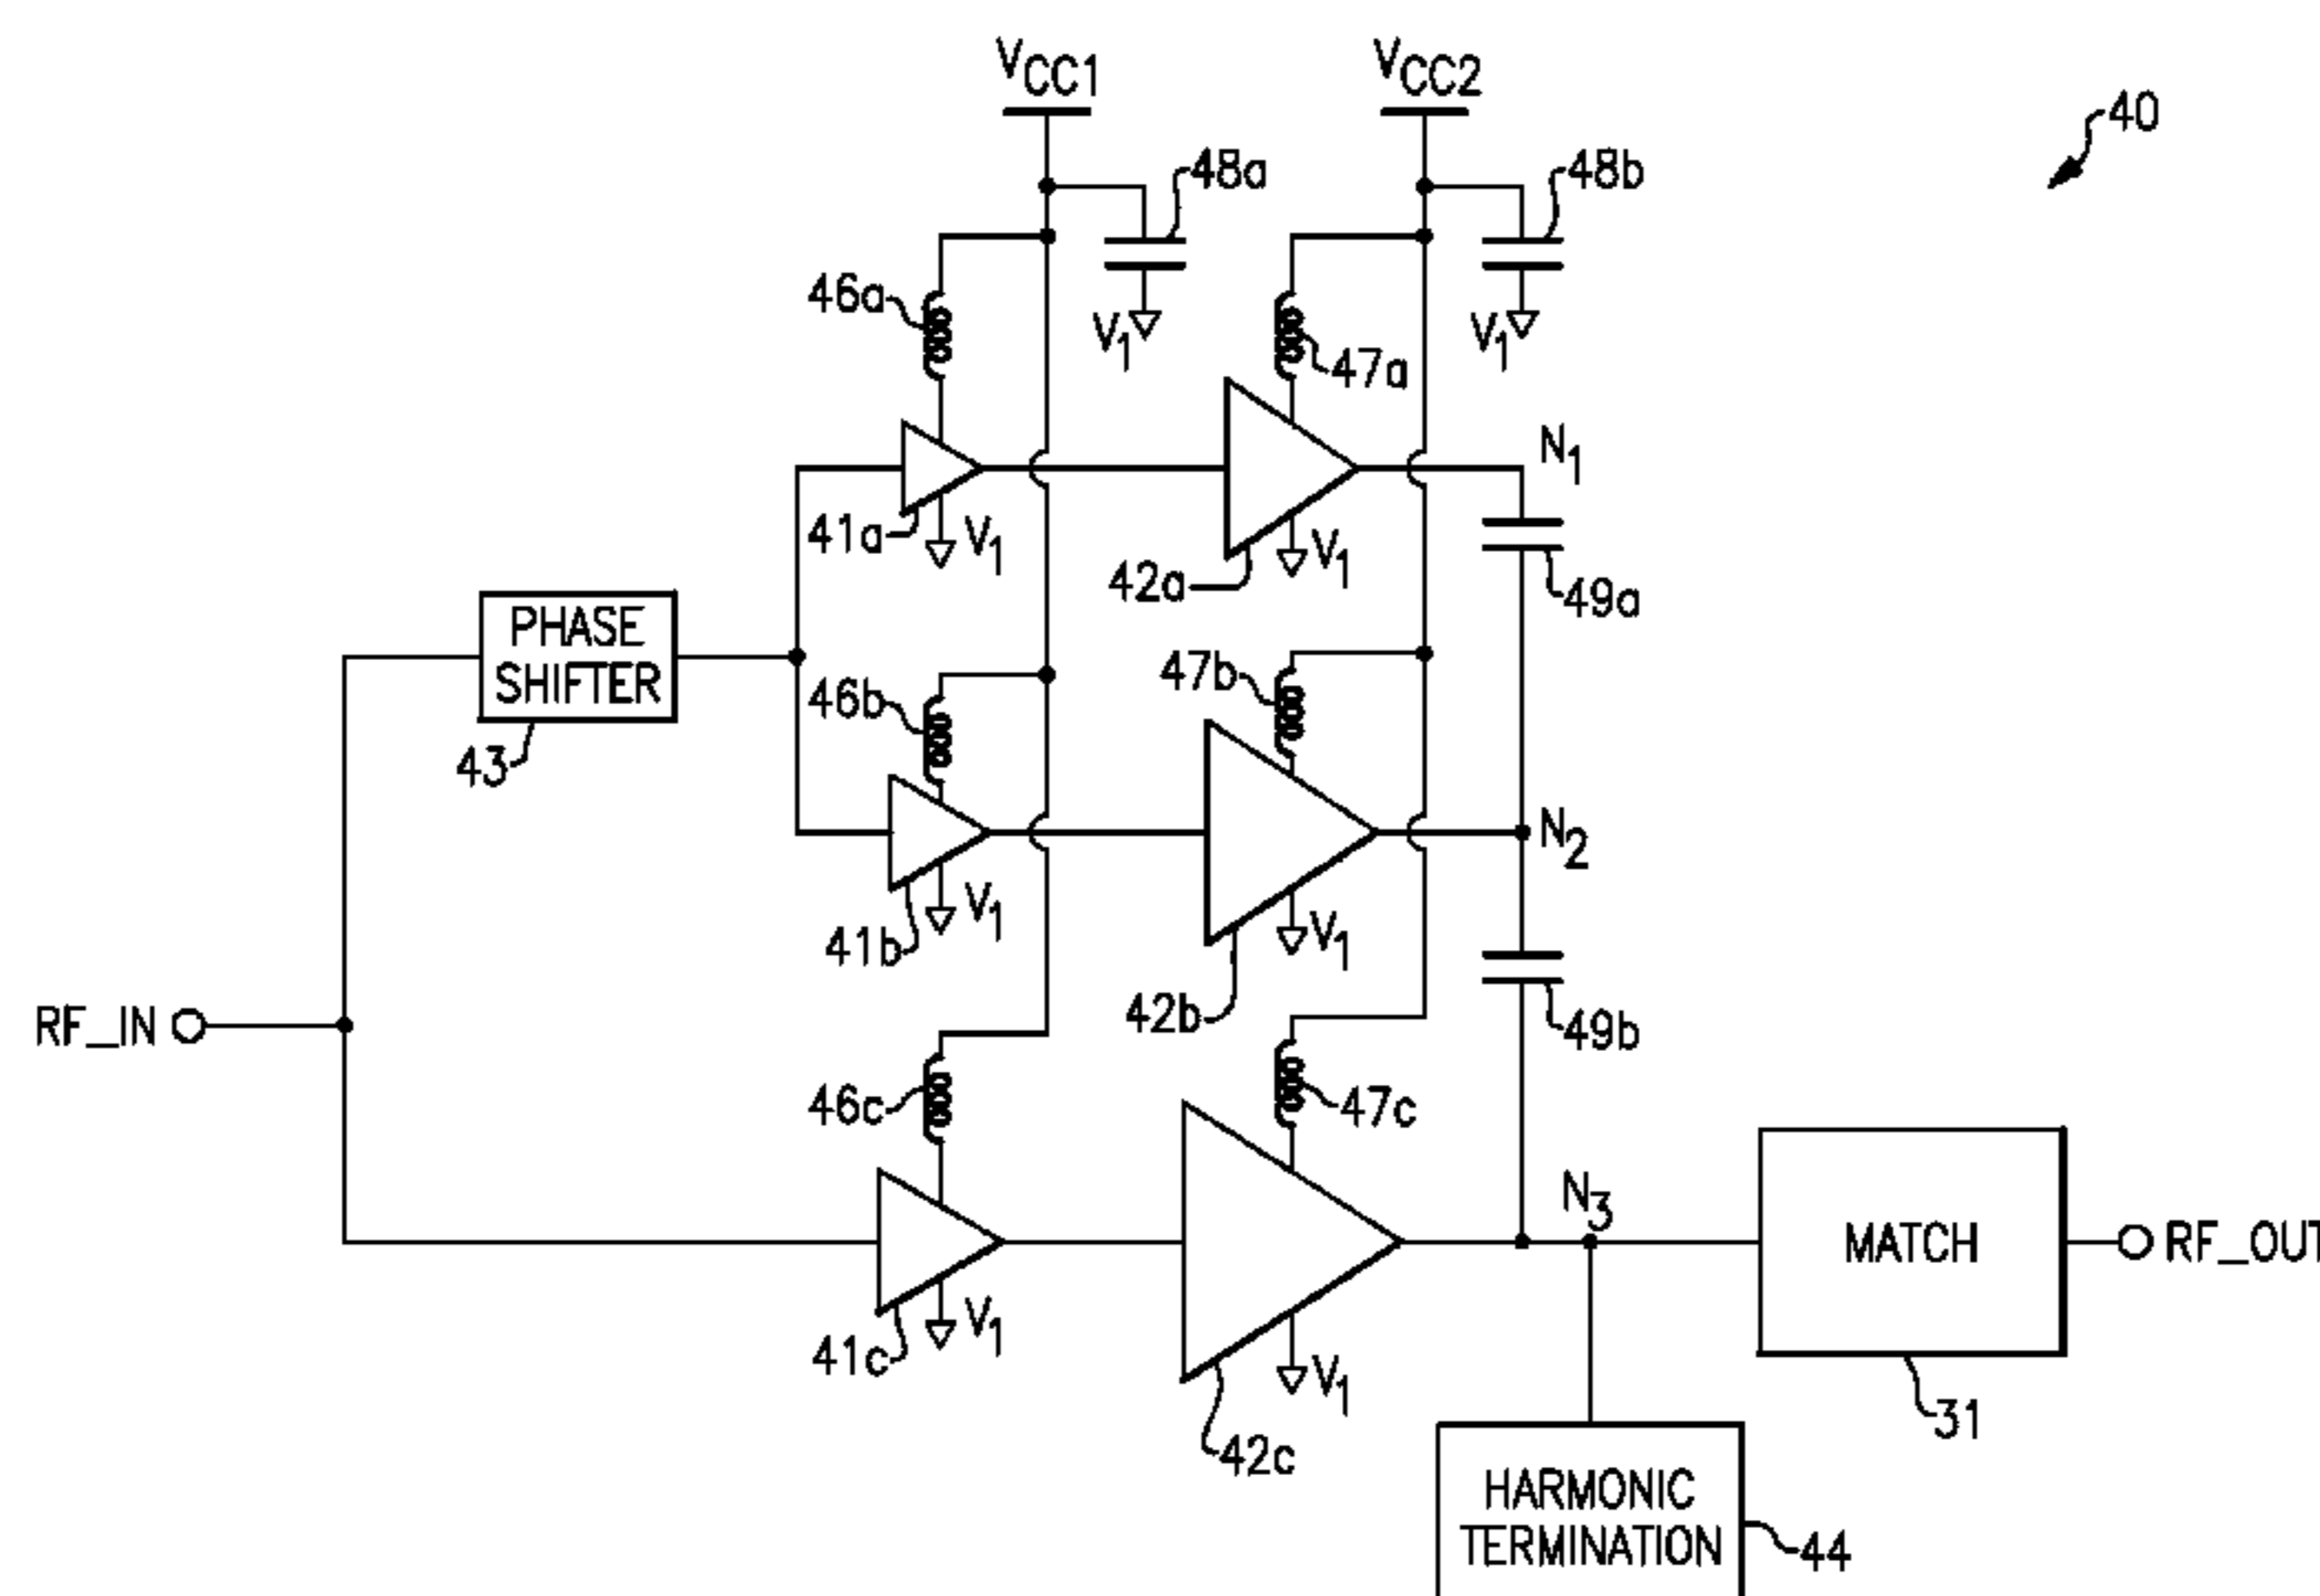 VCC1
VCC2
40
48a
48b
46a
V1
47a
V1
N1
41a
V1
42a
V1
49a
PHASE
SHIFTER
46b
47b
43
N2
41b
V1
42b
V1
49b
RF_IN
46c
47c
N3
MATCH
RF_OUT
41c
V1
42c
V1
31
HARMONIC
TERMINATION
44